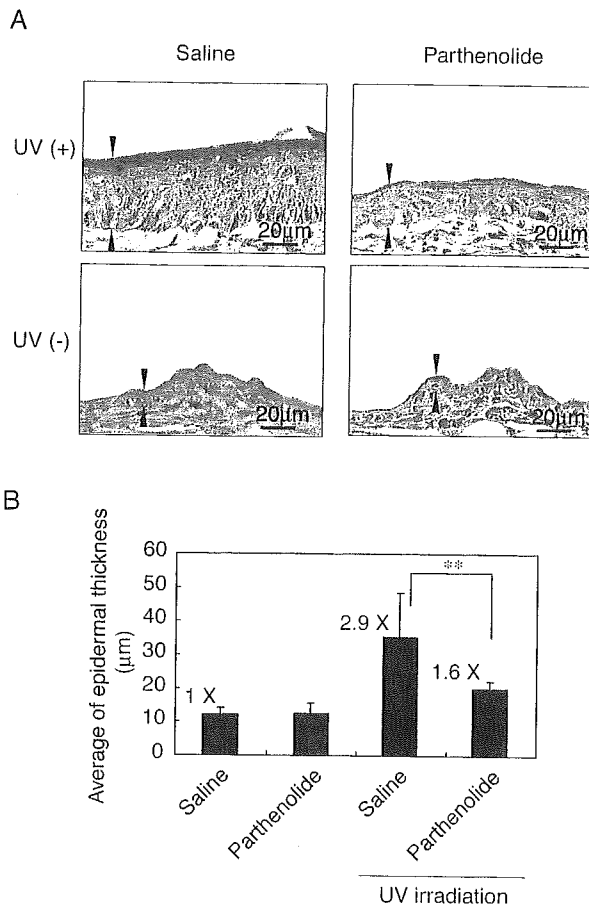 A
Saline Parthenolide
UV (+)
20μm 20μm
UV (-)
20μm 20μm
B
Average of epidermal thickness
(μm)
60
50
40
30
20
10
0
1 X
2.9 X
**
1.6 X
Saline Parthenolide Saline Parthenolide
UV irradiation